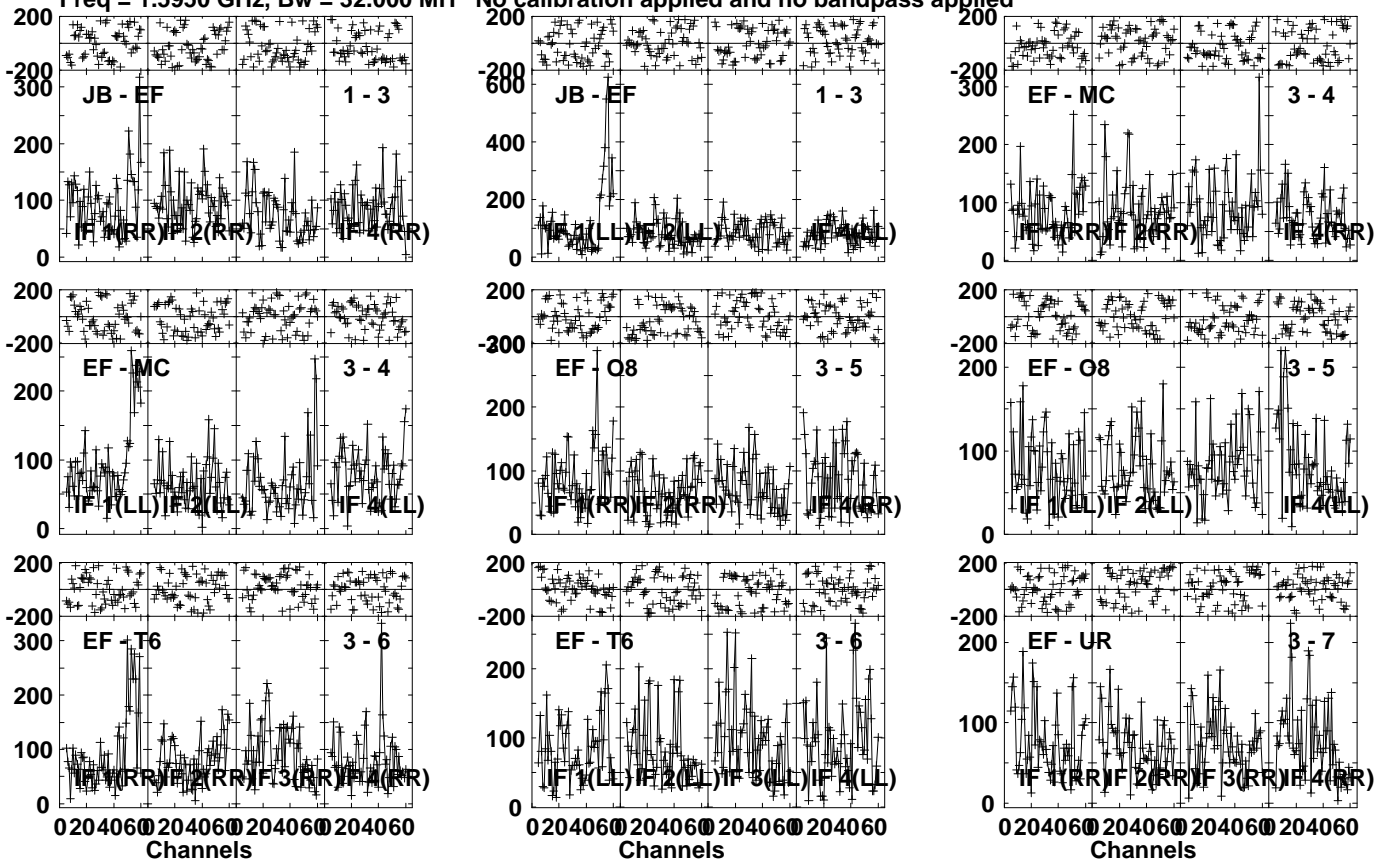 Freq = 1.5950 GHz, Bw = 32.000 MH No calibration applied and no bandpass applied
200
-200
300
200
100
0
JB - EF 1 - 3
IF 1(RR) IF 2(RR) IF 4(RR)
200
-200
600
400
200
0
JB - EF 1 - 3
IF 1(LL) IF 2(LL) IF 4(LL)
200
-200
300
200
100
0
EF - MC 3 - 4
IF 1(RR) IF 2(RR) IF 4(RR)
200
-200
200
100
0
EF - MC 3 - 4
IF 1(LL) IF 2(LL) IF 4(LL)
200
-200
300
200
100
0
EF - O8 3 - 5
IF 1(RR) IF 2(RR) IF 4(RR)
200
-200
200
100
0
EF - O8 3 - 5
IF 1(LL) IF 2(LL) IF 4(LL)
200
-200
300
200
100
0
EF - T6 3 - 6
IF 1(RR) IF 2(RR) IF 3(RR) IF 4(RR)
0 20 40 60 0 20 40 60 0 20 40 60 0 20 40 60
Channels
200
-200
200
100
0
EF - T6 3 - 6
IF 1(LL) IF 2(LL) IF 3(LL) IF 4(LL)
0 20 40 60 0 20 40 60 0 20 40 60 0 20 40 60
Channels
200
-200
200
100
0
EF - UR 3 - 7
IF 1(RR) IF 2(RR) IF 3(RR) IF 4(RR)
0 20 40 60 0 20 40 60 0 20 40 60 0 20 40 60
Channels